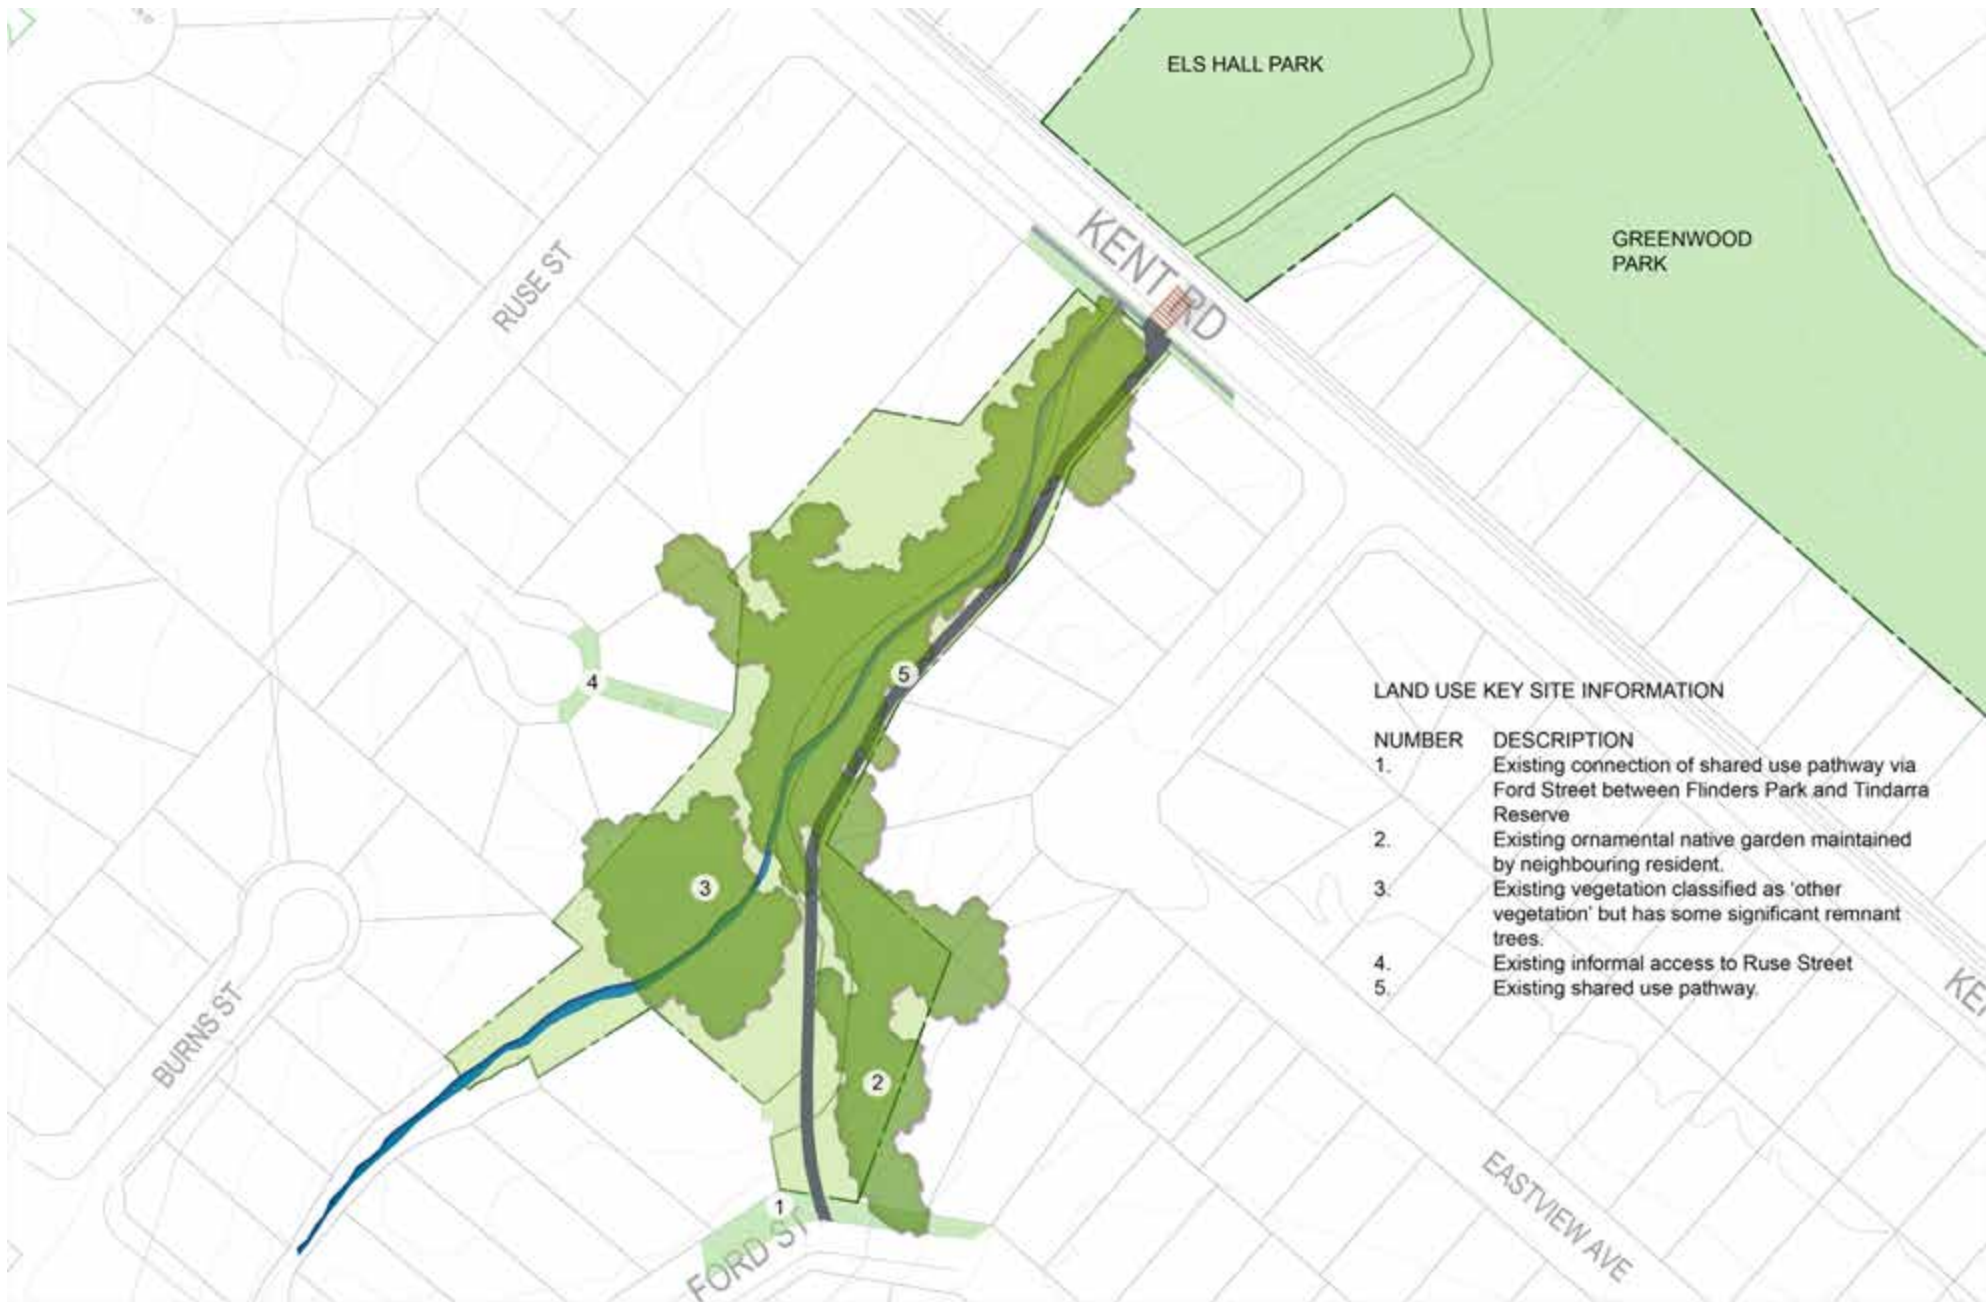 ELS HALL PARK
KENT RD
GREENWOOD
PARK
RUSE ST
5
4
3
2
1
BURNS ST
FORD ST
EASTVIEW AVE
LAND USE KEY SITE INFORMATION
NUMBER DESCRIPTION
1. Existing connection of shared use pathway via
Ford Street between Flinders Park and Tindarra
Reserve
2. Existing ornamental native garden maintained
by neighbouring resident.
3. Existing vegetation classified as 'other
vegetation' but has some significant remnant
trees.
4. Existing informal access to Ruse Street
5. Existing shared use pathway.